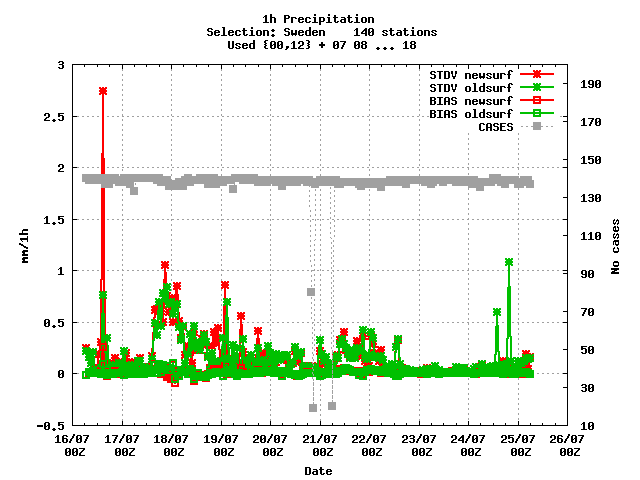 1h Precipitation
Selection: Sweden    140 stations
Used {00,12} + 07 08 ... 18
STDV newsurf
STDV oldsurf
BIAS newsurf
BIAS oldsurf
CASES
3
2.5
2
1.5
1
0.5
0
-0.5
mm/1h
190
170
150
130
110
90
70
50
30
10
No cases
16/07 17/07 18/07 19/07 20/07 21/07 22/07 23/07 24/07 25/07 26/07
00Z 00Z 00Z 00Z 00Z 00Z 00Z 00Z 00Z 00Z 00Z
Date